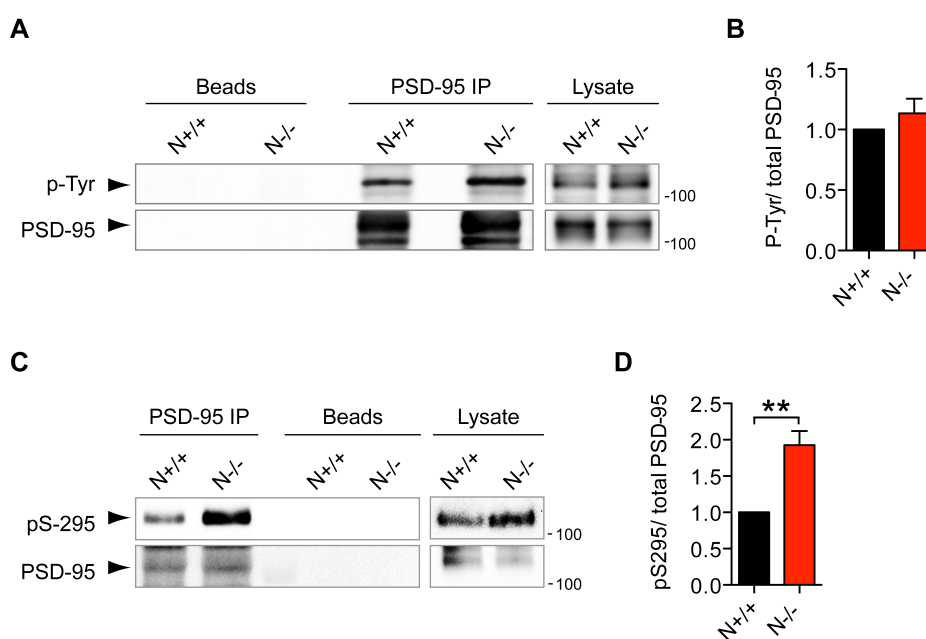 A
Beads PSD-95 IP Lysate
N+/+ N-/- N+/+ N-/- N+/+ N-/-
p-Tyr
-100
PSD-95
-100
B
P-Tyr/ total PSD-95
1.5
1.0
0.5
0.0
N+/+ N-/-
C
PSD-95 IP Beads Lysate
N+/+ N-/- N+/+ N-/- N+/+ N-/-
pS-295
- 100
PSD-95
- 100
D
pS295/ total PSD-95
2.5
2.0
1.5
1.0
0.5
0.0
**
N+/+ N-/-